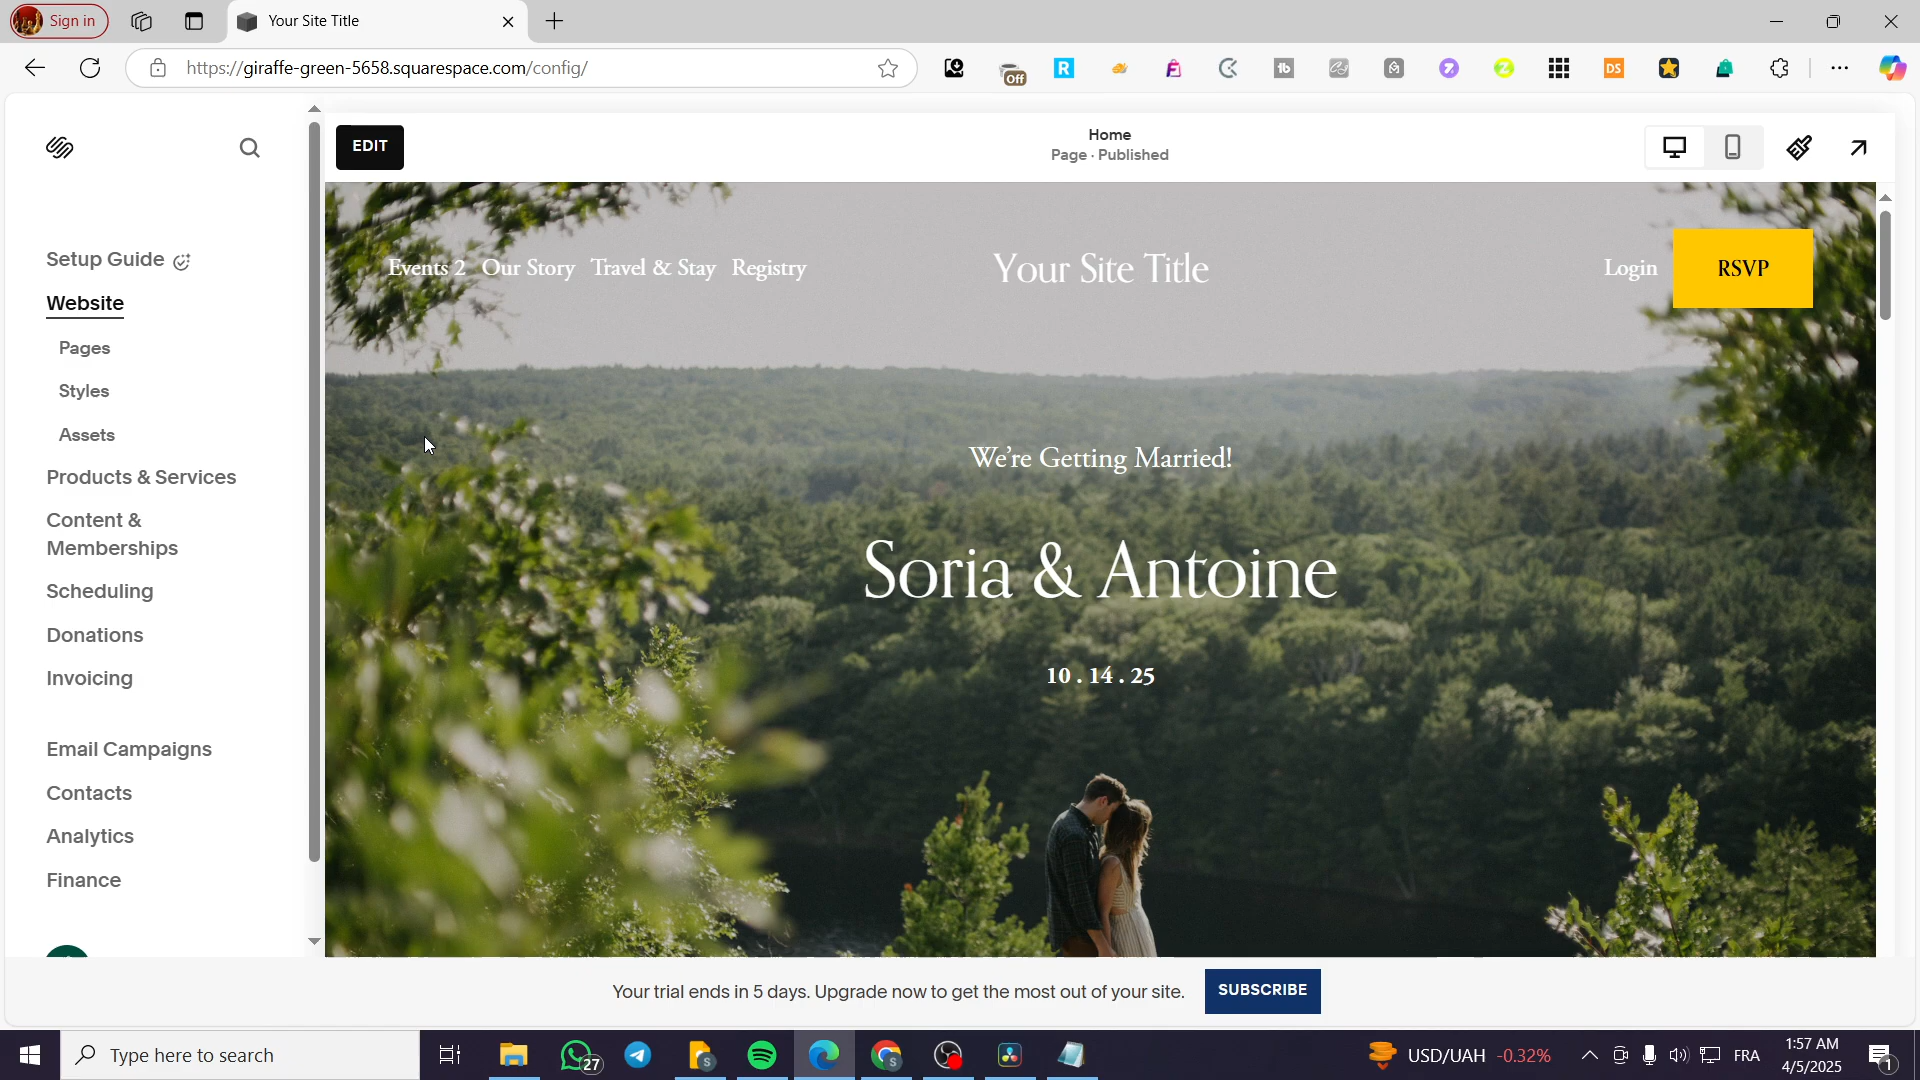 Sign in
Your Site Title
https://giraffe-green-5658.squarespace.com/config/
Off
R
tb
DS
EDIT
Home
Page · Published
Setup Guide
Website
Pages
Styles
Assets
Products & Services
Content &
Memberships
Scheduling
Donations
Invoicing
Email Campaigns
Contacts
Analytics
Finance
Events 2 Our Story Travel & Stay Registry
Your Site Title
Login
RSVP
We're Getting Married!
Soria & Antoine
10 . 14 . 25
Your trial ends in 5 days. Upgrade now to get the most out of your site.
SUBSCRIBE
Type here to search
27
USD/UAH -0.32%
FRA
1:57 AM
4/5/2025
1